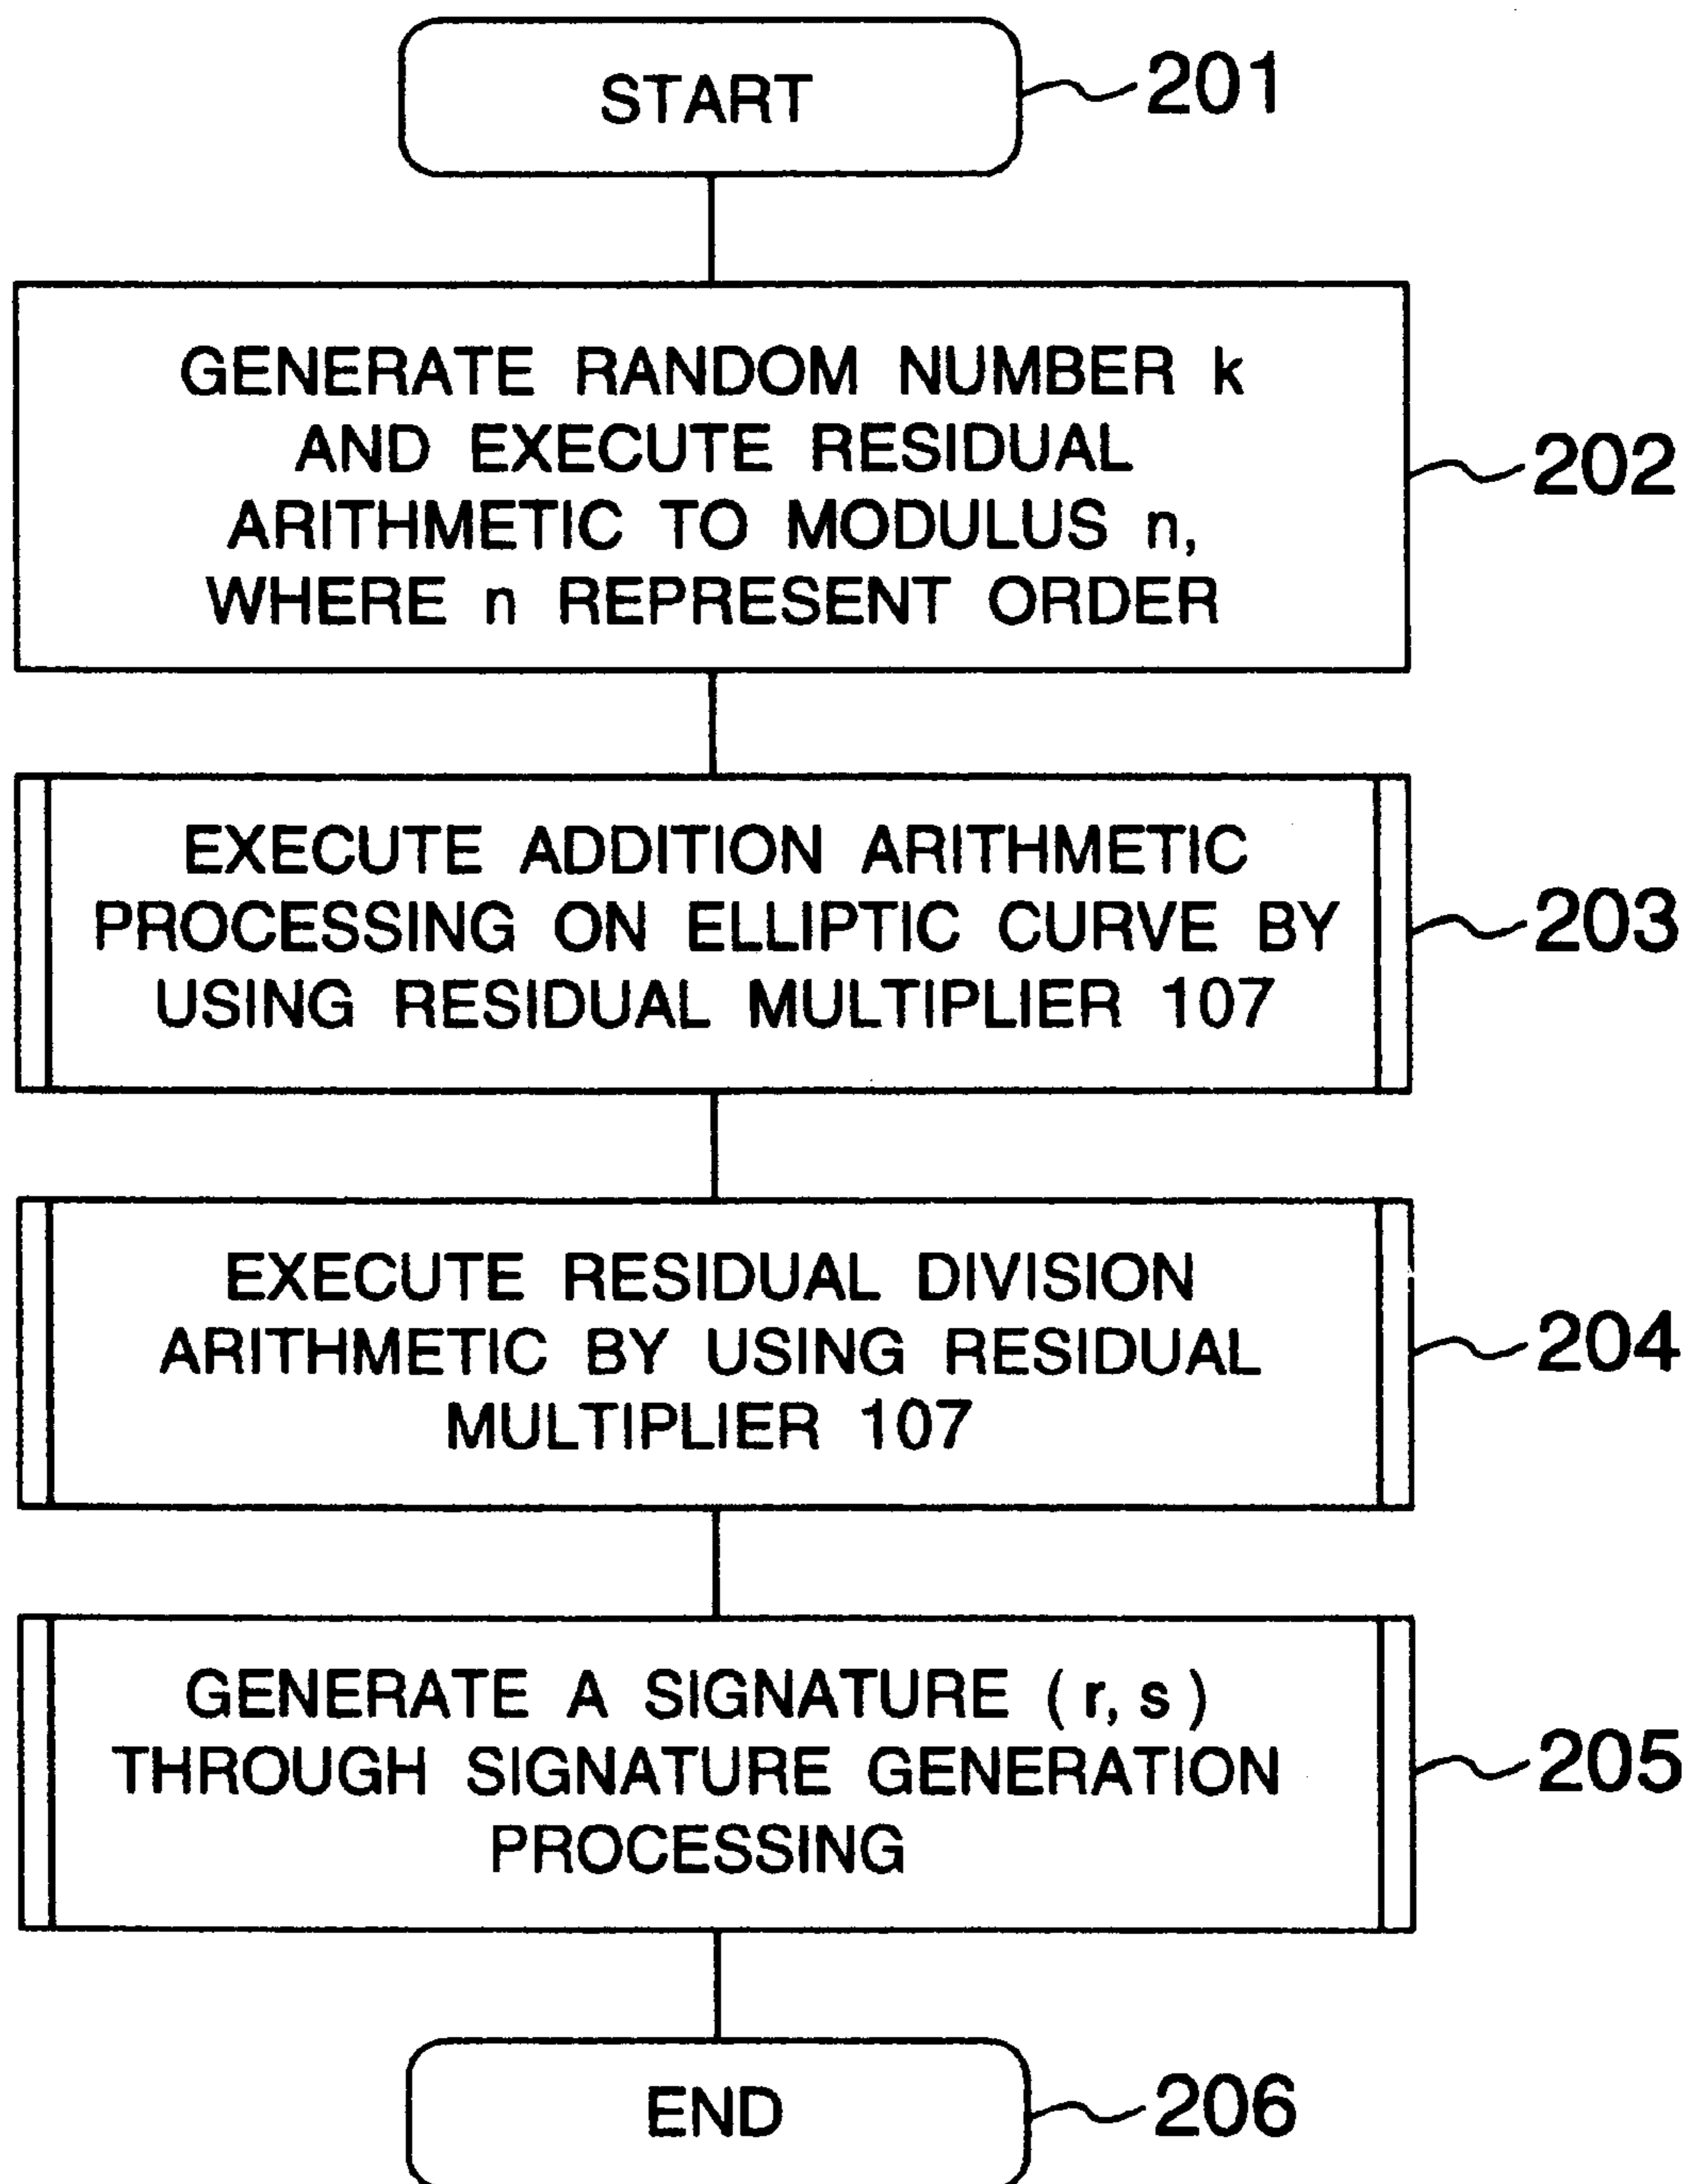 START
201
GENERATE RANDOM NUMBER k
AND EXECUTE RESIDUAL
ARITHMETIC TO MODULUS n,
WHERE n REPRESENT ORDER
202
EXECUTE ADDITION ARITHMETIC
PROCESSING ON ELLIPTIC CURVE BY
USING RESIDUAL MULTIPLIER 107
203
EXECUTE RESIDUAL DIVISION
ARITHMETIC BY USING RESIDUAL
MULTIPLIER 107
204
GENERATE A SIGNATURE (r, s)
THROUGH SIGNATURE GENERATION
PROCESSING
205
END
206